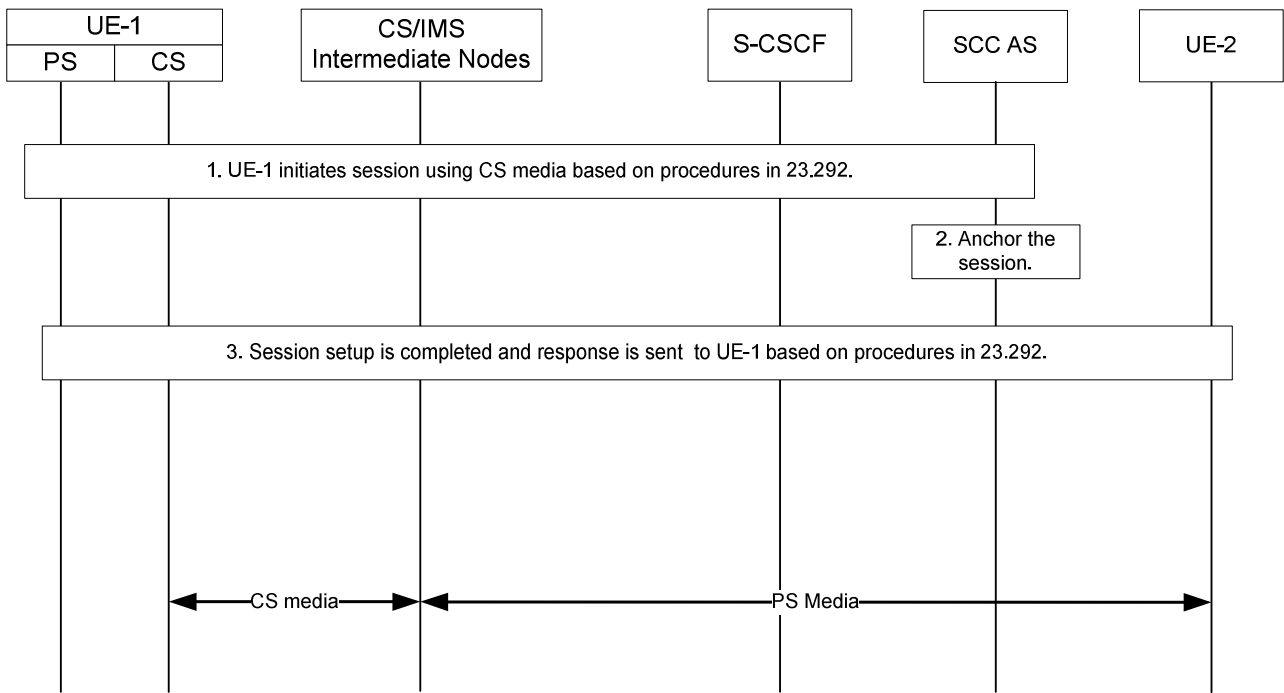 UE-1
PS
CS
CS/IMS
Intermediate Nodes
S-CSCF
SCC AS
UE-2
1. UE-1 initiates session using CS media based on procedures in 23.292.
2. Anchor the
session.
3. Session setup is completed and response is sent to UE-1 based on procedures in 23.292.
CS media
PS Media